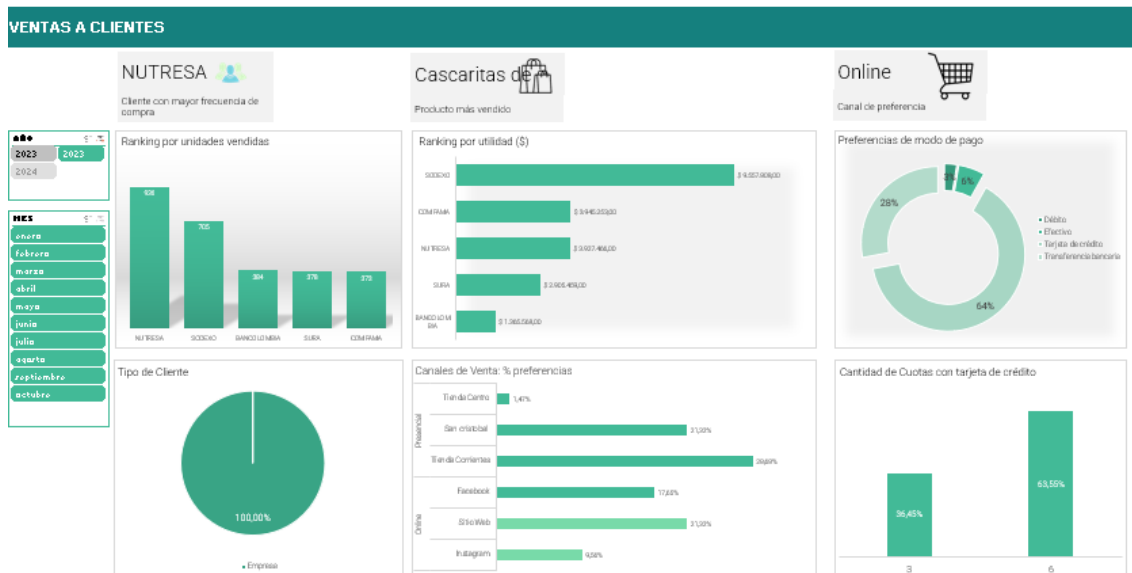 VENTAS A CLIENTES
NUTRESA
Cliente con mayor frecuencia de
compra
Cascaritas de
Producto más vendido
Online
Canal de preferencia
año
2023
2023
2024
MES
enero
febrero
marzo
abril
mayo
junio
julio
agosto
septiembre
octubre
Ranking por unidades vendidas
705
NUTRESA
SODEXO
BANCOLOMBIA
SURA
COMFAMA
Ranking por utilidad ($)
SODEXO
COMFAMA
NUTRESA
SURA
BANCOLOMBIA
Preferencias de modo de pago
3%
6%
28%
64%
Débito
Efectivo
Tarjeta de crédito
Transferencia bancaria
Tipo de Cliente
100,00%
Empresa
Canales de Venta: % preferencias
Presencial
Tienda Centro
1,47%
San cristobal
Tienda Corrientes
Online
Facebook
Sitio Web
Instagram
Cantidad de Cuotas con tarjeta de crédito
36,45%
63,55%
3
6